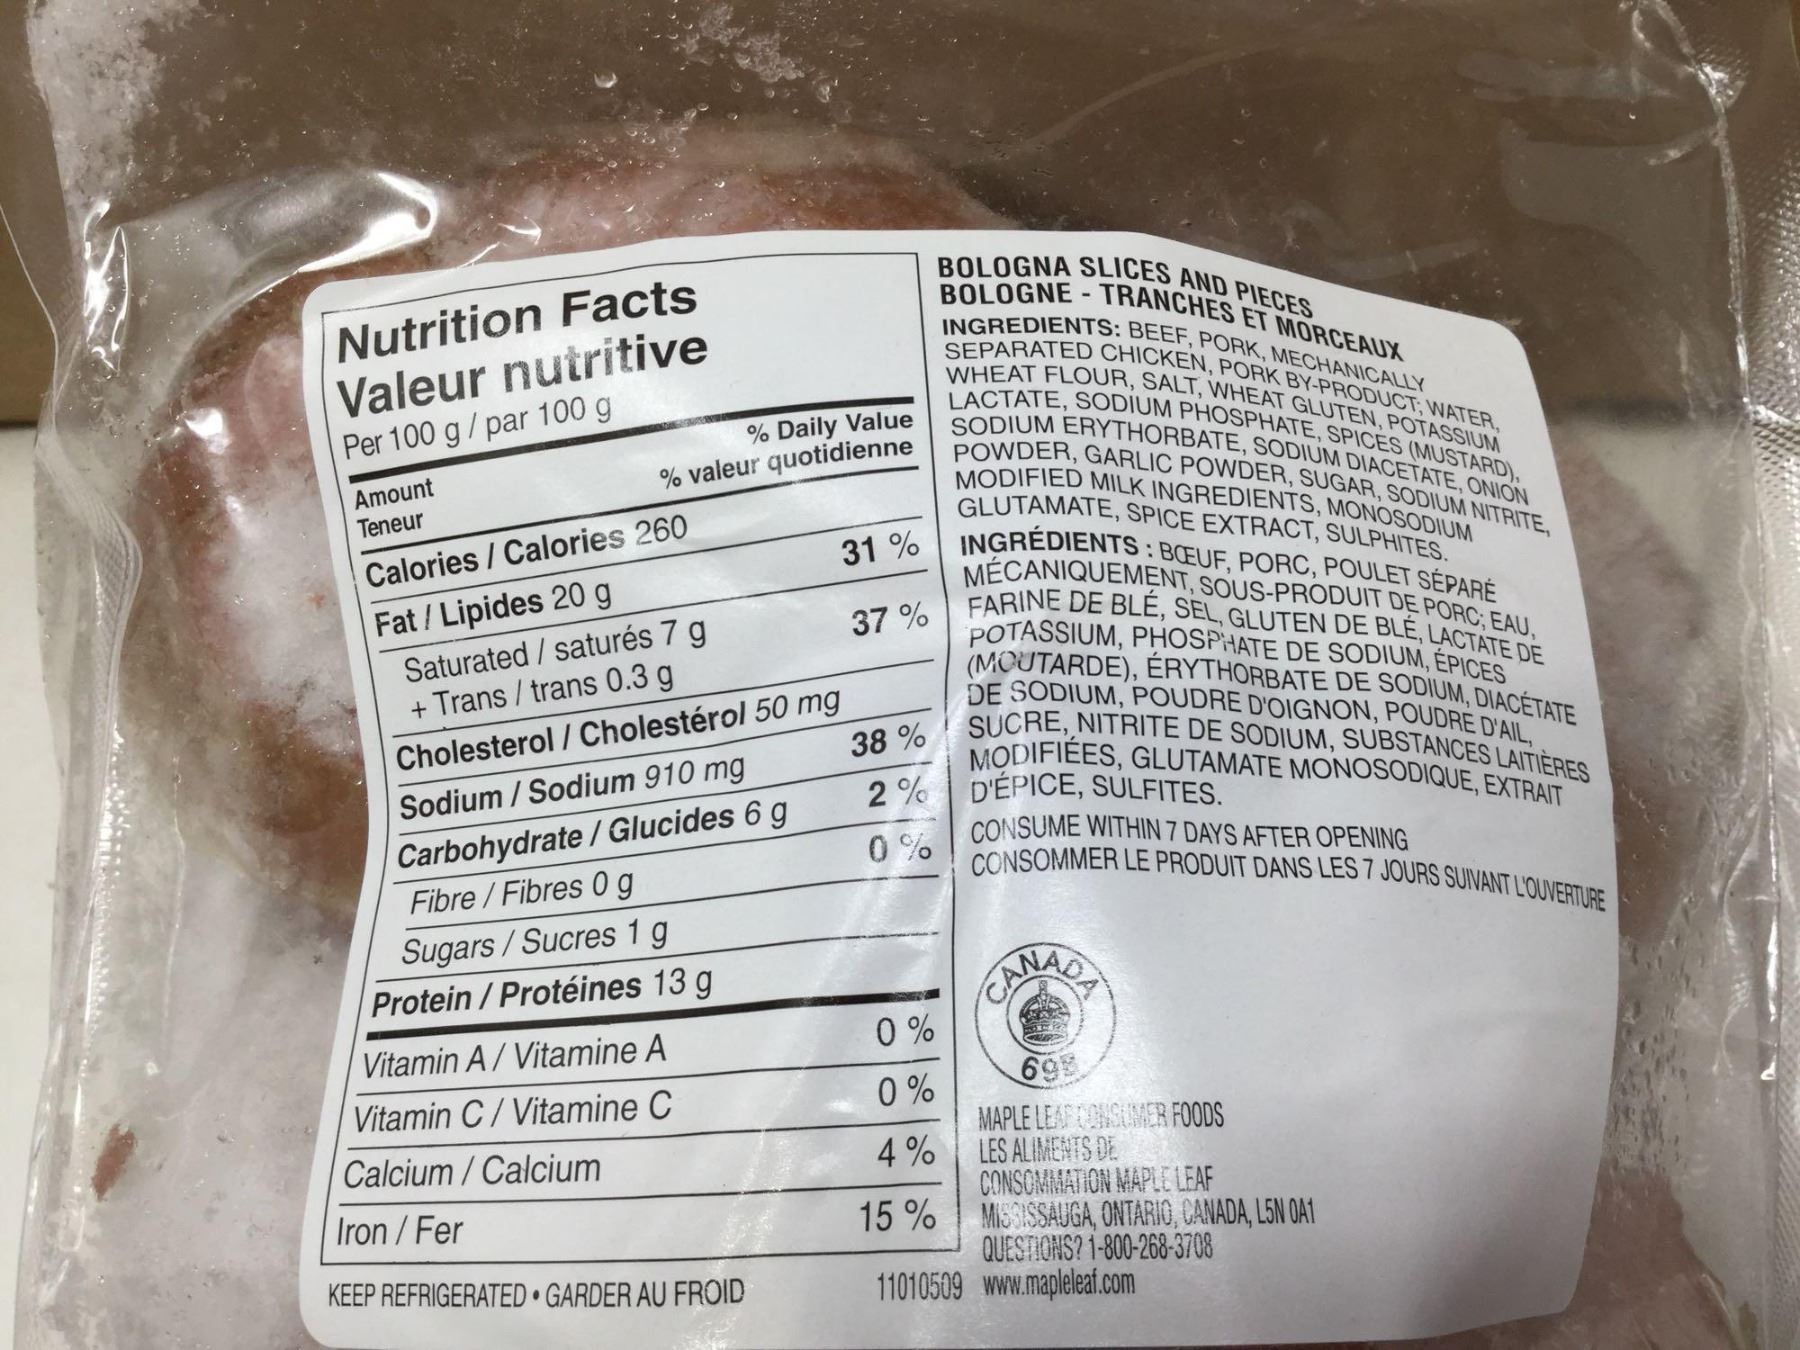 Nutrition Facts
Valeur nutritive
Per 100 g / par 100 g
Amount % Daily Value
Teneur % valeur quotidienne
Calories / Calories 260
Fat / Lipides 20 g 31 %
Saturated / saturés 7 g 37 %
+ Trans / trans 0.3 g
Cholesterol / Cholestérol 50 mg
Sodium / Sodium 910 mg 38 %
Carbohydrate / Glucides 6 g 2 %
Fibre / Fibres 0 g 0 %
Sugars / Sucres 1 g
Protein / Protéines 13 g
Vitamin A / Vitamine A 0 %
Vitamin C / Vitamine C 0 %
Calcium / Calcium 4 %
Iron / Fer 15 %
KEEP REFRIGERATED • GARDER AU FROID
BOLOGNA SLICES AND PIECES
BOLOGNE - TRANCHES ET MORCEAUX
INGREDIENTS: BEEF, PORK, MECHANICALLY
SEPARATED CHICKEN, PORK BY-PRODUCT; WATER,
WHEAT FLOUR, SALT, WHEAT GLUTEN, POTASSIUM
LACTATE, SODIUM PHOSPHATE, SPICES (MUSTARD),
SODIUM ERYTHORBATE, SODIUM DIACETATE, ONION
POWDER, GARLIC POWDER, SUGAR, SODIUM NITRITE,
MODIFIED MILK INGREDIENTS, MONOSODIUM
GLUTAMATE, SPICE EXTRACT, SULPHITES.
INGRÉDIENTS : BŒUF, PORC, POULET SÉPARÉ
MÉCANIQUEMENT, SOUS-PRODUIT DE PORC; EAU,
FARINE DE BLÉ, SEL, GLUTEN DE BLÉ, LACTATE DE
POTASSIUM, PHOSPHATE DE SODIUM, ÉPICES
(MOUTARDE), ÉRYTHORBATE DE SODIUM, DIACÉTATE
DE SODIUM, POUDRE D'OIGNON, POUDRE D'AIL,
SUCRE, NITRITE DE SODIUM, SUBSTANCES LAITIÈRES
MODIFIÉES, GLUTAMATE MONOSODIQUE, EXTRAIT
D'ÉPICE, SULFITES.
CONSUME WITHIN 7 DAYS AFTER OPENING
CONSOMMER LE PRODUIT DANS LES 7 JOURS SUIVANT L'OUVERTURE
CANADA
MAPLE LEAF CONSUMER FOODS
LES ALIMENTS DE
CONSOMMATION MAPLE LEAF
MISSISSAUGA, ONTARIO, CANADA, L5N 0A1
QUESTIONS? 1-800-268-3708
11010509 www.mapleleaf.com